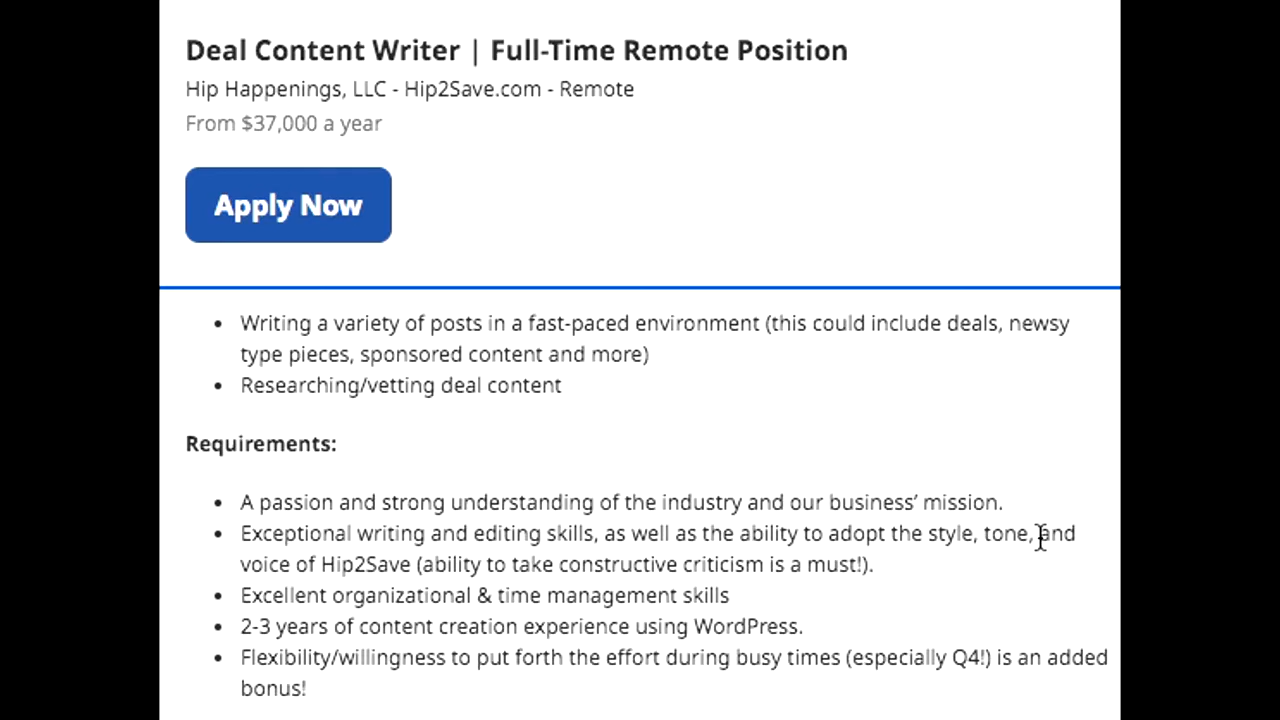 Deal Content Writer | Full-Time Remote Position
Hip Happenings, LLC - Hip2Save.com - Remote
From $37,000 a year
Apply Now
• Writing a variety of posts in a fast-paced environment (this could include deals, newsy
type pieces, sponsored content and more)
• Researching/vetting deal content
Requirements:
• A passion and strong understanding of the industry and our business’ mission.
• Exceptional writing and editing skills, as well as the ability to adopt the style, tone, and
voice of Hip2Save (ability to take constructive criticism is a must!).
• Excellent organizational & time management skills
• 2-3 years of content creation experience using WordPress.
• Flexibility/willingness to put forth the effort during busy times (especially Q4!) is an added
bonus!